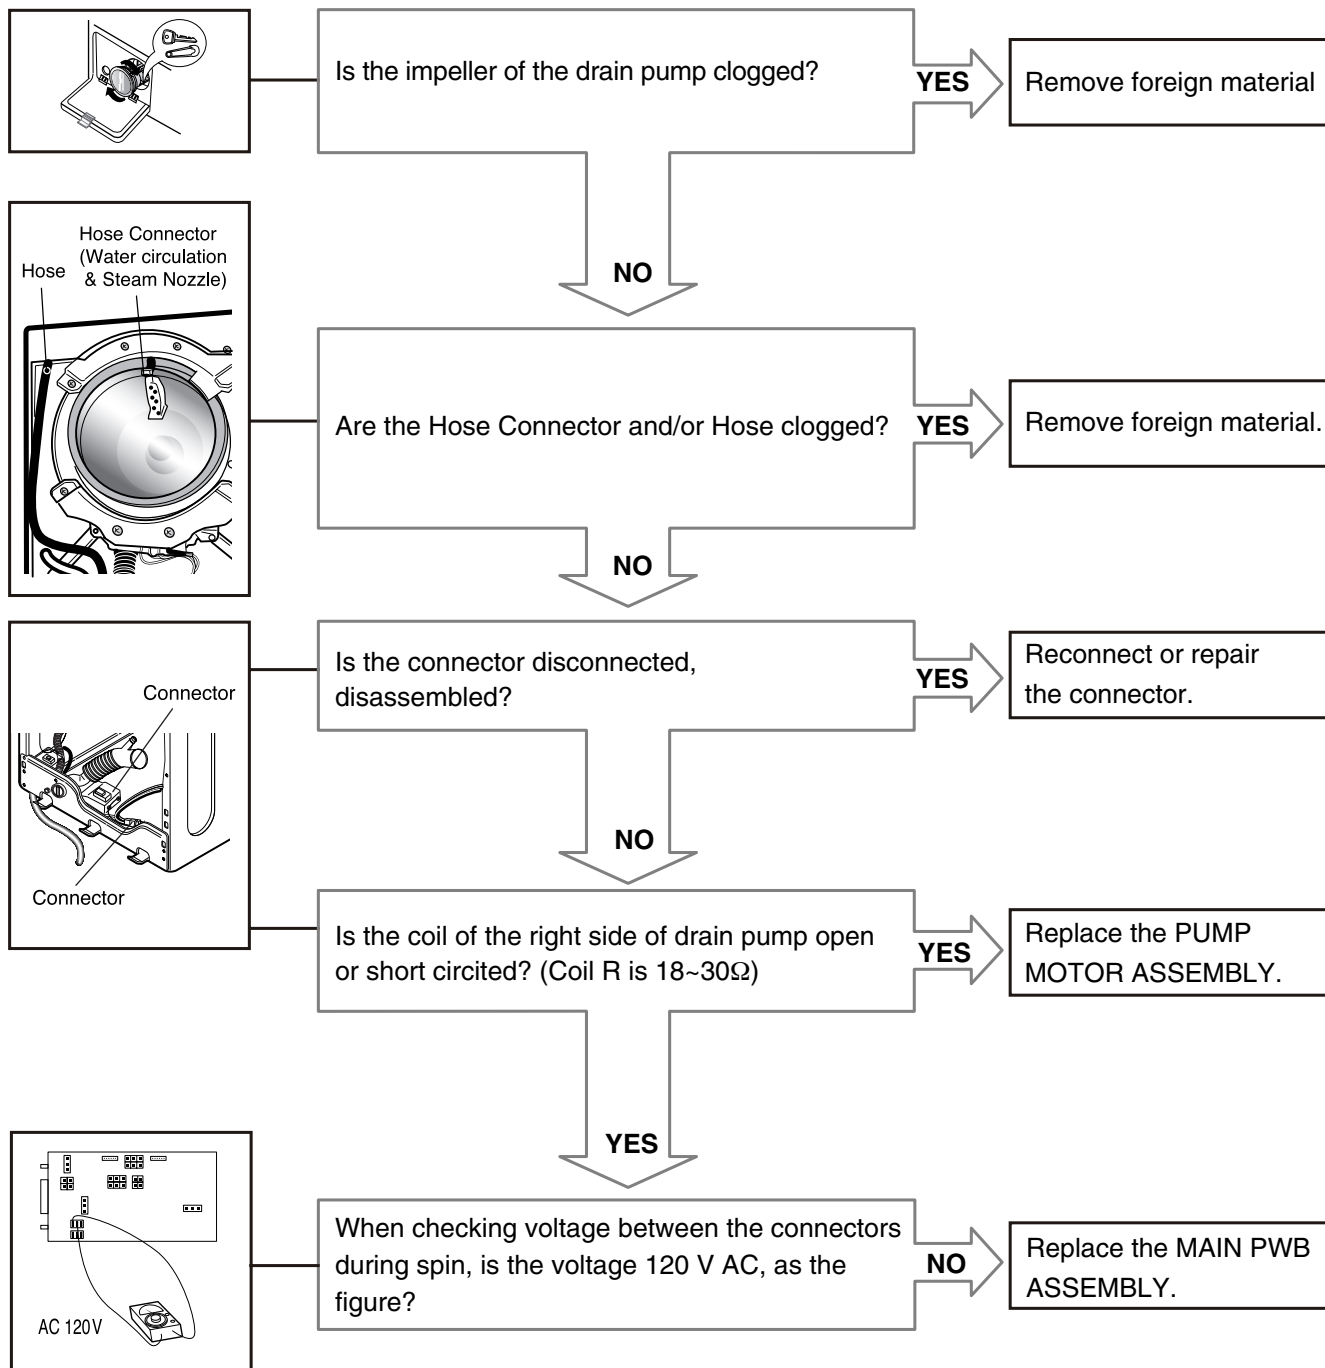 Is the impeller of the drain pump clogged?
YES
Remove foreign material
NO
Hose Connector
(Water circulation
& Steam Nozzle)
Hose
Are the Hose Connector and/or Hose clogged?
YES
Remove foreign material.
NO
Connector
Connector
Is the connector disconnected,
disassembled?
YES
Reconnect or repair
the connector.
NO
Is the coil of the right side of drain pump open
or short circited? (Coil R is 18~30Ω)
YES
Replace the PUMP
MOTOR ASSEMBLY.
YES
AC 120V
When checking voltage between the connectors
during spin, is the voltage 120 V AC, as the
figure?
NO
Replace the MAIN PWB
ASSEMBLY.